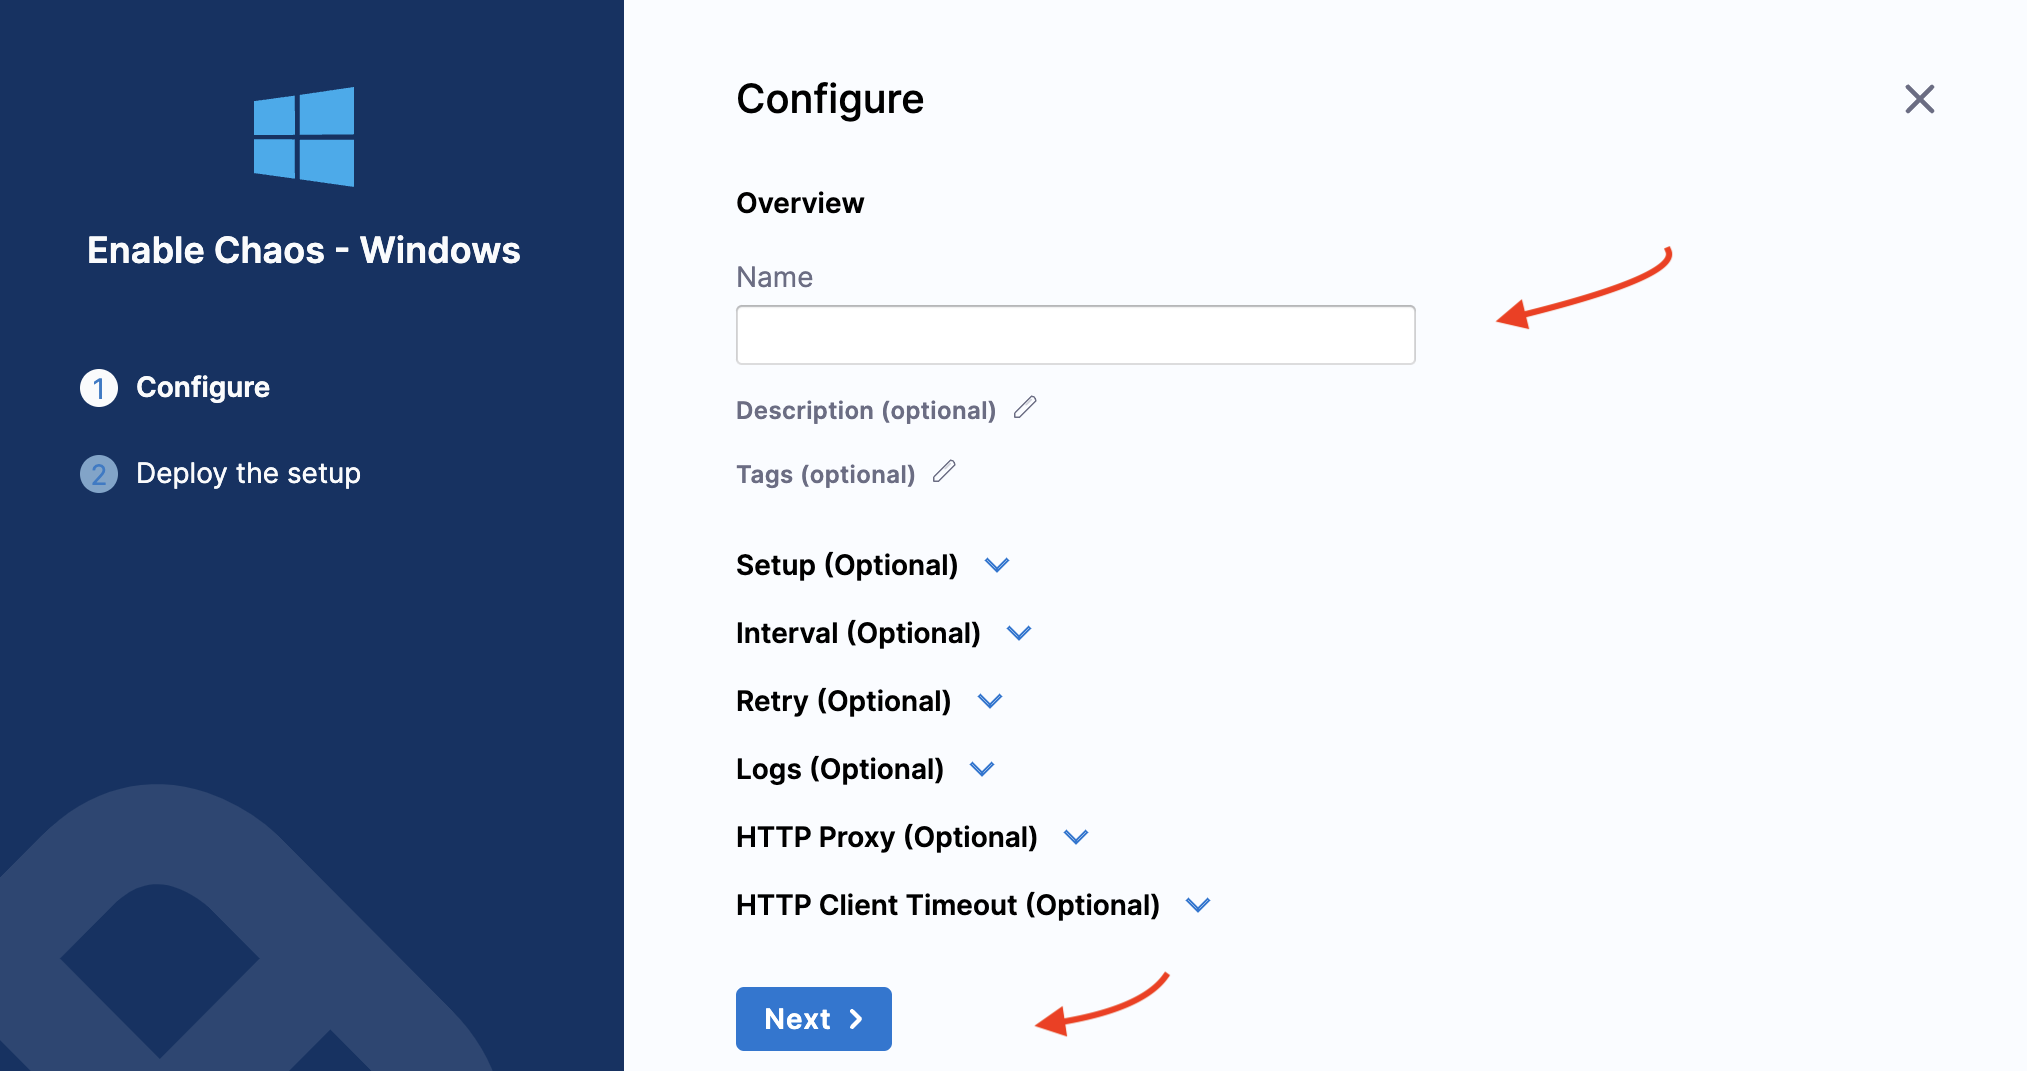 Enable Chaos - Windows
1 Configure
2 Deploy the setup
Configure
Overview
Name
Description (optional)
Tags (optional)
Setup (Optional)
Interval (Optional)
Retry (Optional)
Logs (Optional)
HTTP Proxy (Optional)
HTTP Client Timeout (Optional)
Next